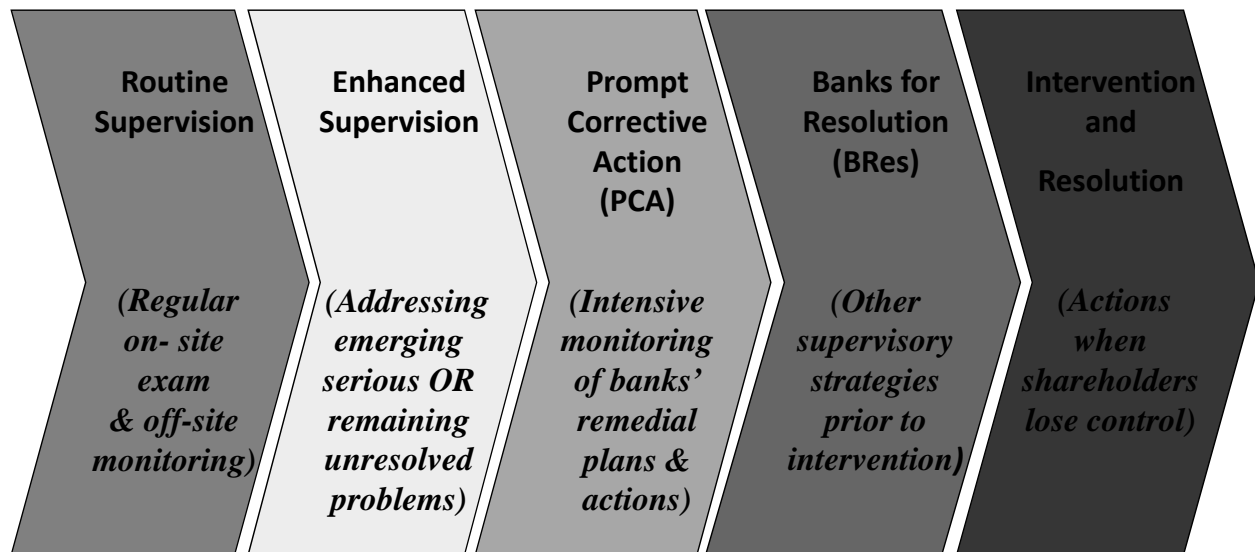 Routine
Supervision
(Regular
on- site
exam
& off-site
monitoring)
Enhanced
Supervision
(Addressing
emerging
serious OR
remaining
unresolved
problems)
Prompt
Corrective
Action
(PCA)
(Intensive
monitoring
of banks’
remedial
plans &
actions)
Banks for
Resolution
(BRes)
(Other
supervisory
strategies
prior to
intervention)
Intervention
and
Resolution
(Actions
when
shareholders
lose control)